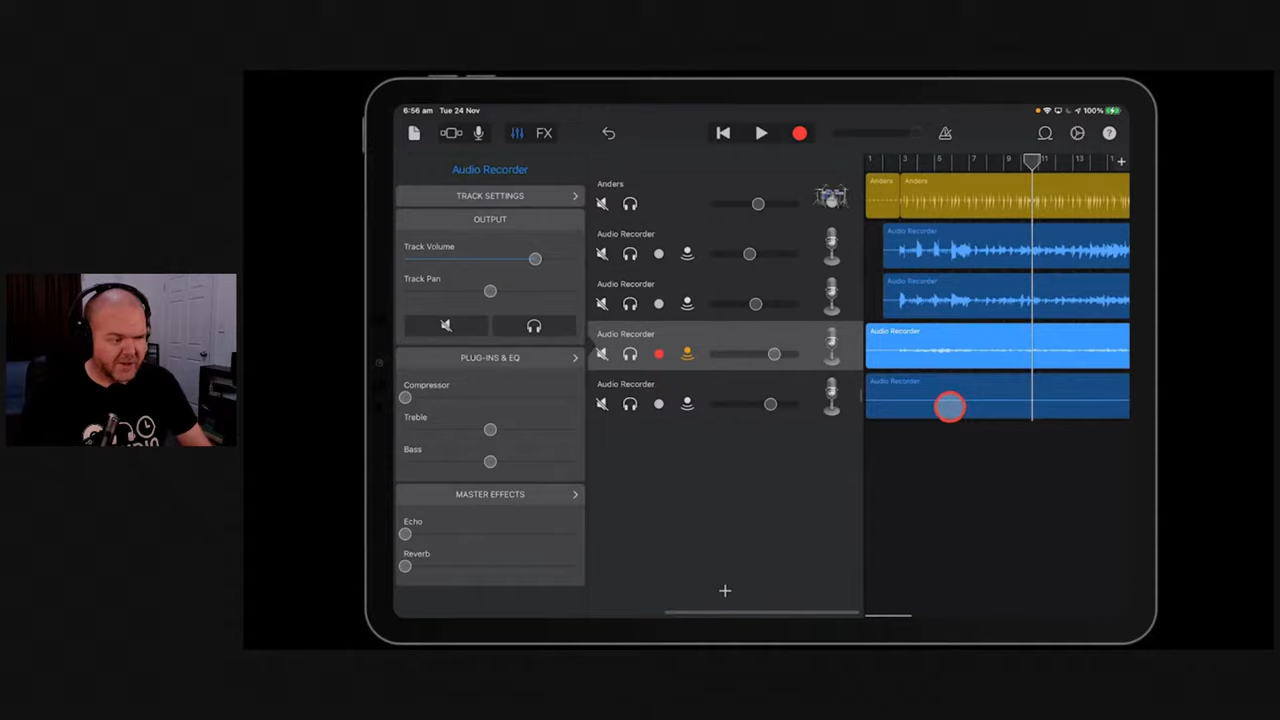 6:56 am Tue 24 Nov
100%
FX
Audio Recorder
TRACK SETTINGS
OUTPUT
Track Volume
Track Pan
PLUG-INS & EQ
Compressor
Treble
Bass
MASTER EFFECTS
Echo
Reverb
Anders
Audio Recorder
Audio Recorder
Audio Recorder
Audio Recorder
+
1 3 5 7 9 11 13 1 +
Anders Anders
Audio Recorder
Audio Recorder
Audio Recorder
Audio Recorder
?